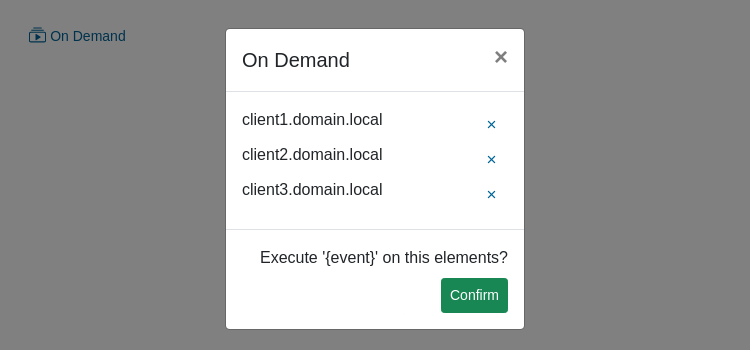 On Demand
On Demand
×
client1.domain.local
×
client2.domain.local
×
client3.domain.local
×
Execute '{event}' on this elements?
Confirm